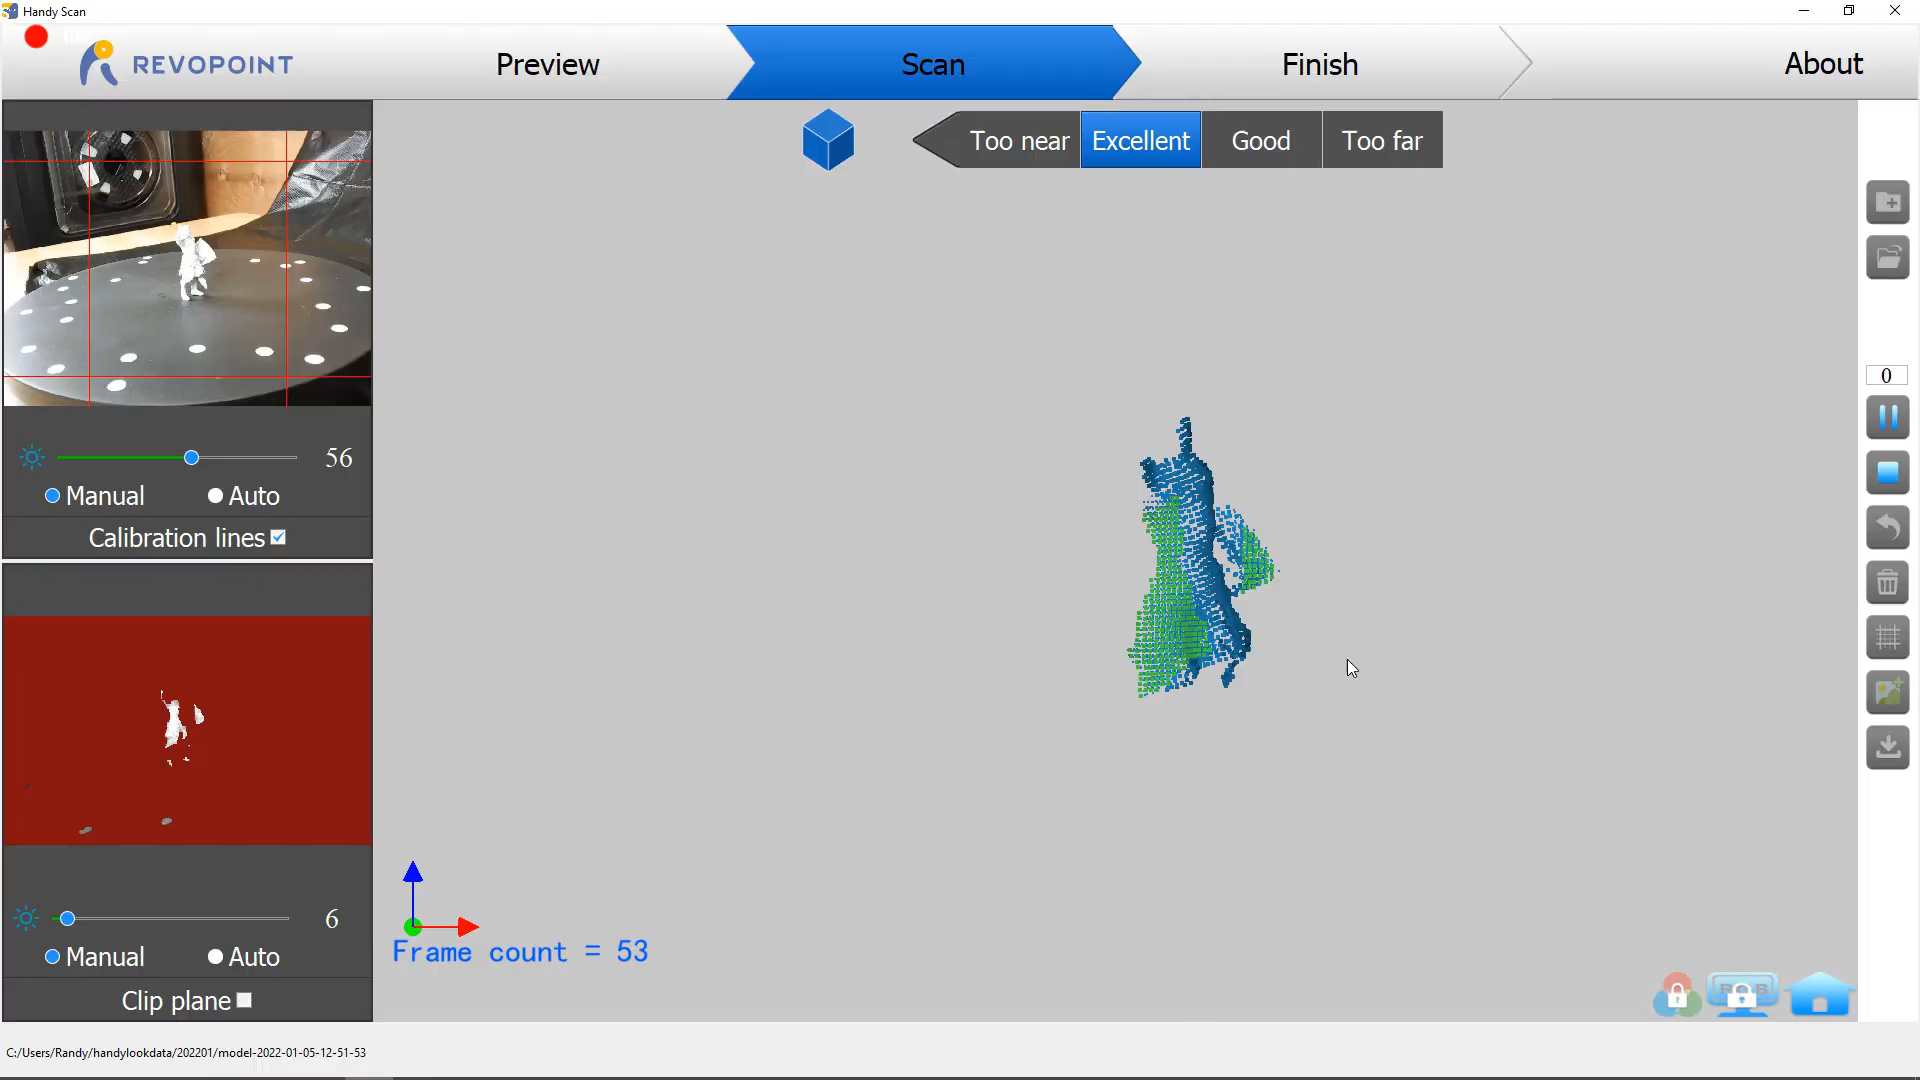 Handy Scan
REVOPOINT
Preview
Scan
Finish
About
Too near
Excellent
Good
Too far
56
Manual
Auto
Calibration lines
0
6
Manual
Auto
Clip plane
Frame count = 53
RGB
C:/Users/Randy/handylookdata/202201/model-2022-01-05-12-51-53